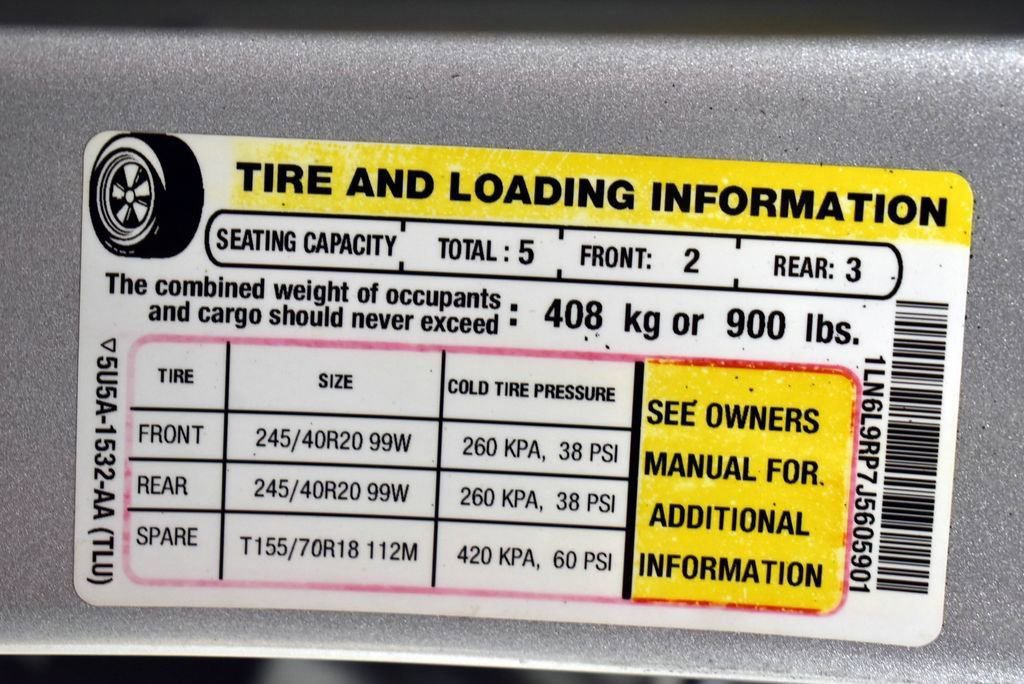 TIRE AND LOADING INFORMATION
SEATING CAPACITY TOTAL : 5 FRONT: 2 REAR: 3
The combined weight of occupants
and cargo should never exceed : 408 kg or 900 lbs.
TIRE SIZE COLD TIRE PRESSURE
FRONT 245/40R20 99W 260 KPA, 38 PSI
REAR 245/40R20 99W 260 KPA, 38 PSI
SPARE T155/70R18 112M 420 KPA, 60 PSI
SEE OWNERS
MANUAL FOR
ADDITIONAL
INFORMATION
5U5A-1532-AA (TLU)
1LN6L9RP7J5605901